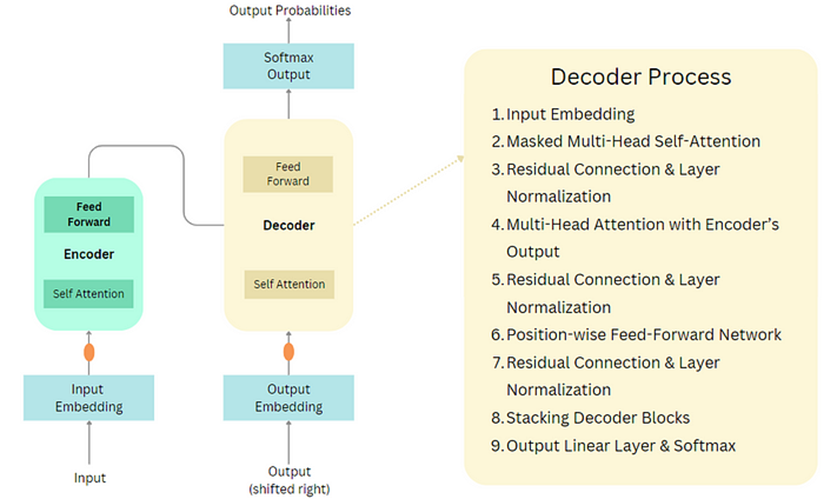 Output Probabilities
Softmax
Output
Feed
Forward
Decoder
Self Attention
Feed
Forward
Encoder
Self Attention
Input
Embedding
Output
Embedding
Input
Output
(shifted right)
Decoder Process
1. Input Embedding
2. Masked Multi-Head Self-Attention
3. Residual Connection & Layer
Normalization
4. Multi-Head Attention with Encoder’s
Output
5. Residual Connection & Layer
Normalization
6. Position-wise Feed-Forward Network
7. Residual Connection & Layer
Normalization
8. Stacking Decoder Blocks
9. Output Linear Layer & Softmax